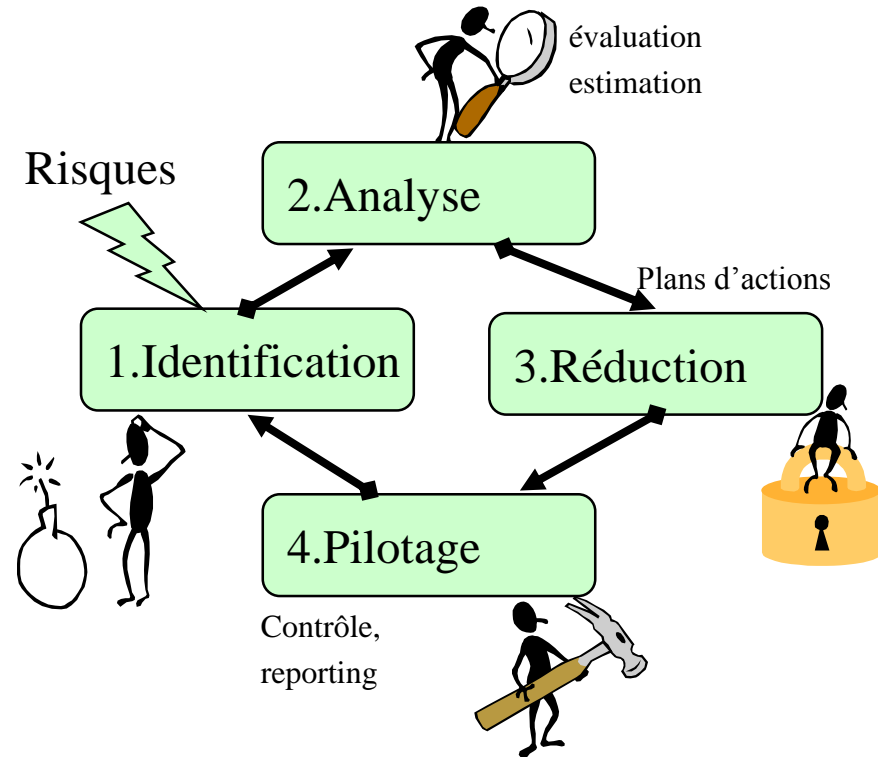 évaluation
estimation
Risques
2.Analyse
Plans d’actions
1.Identification
3.Réduction
4.Pilotage
Contrôle,
reporting